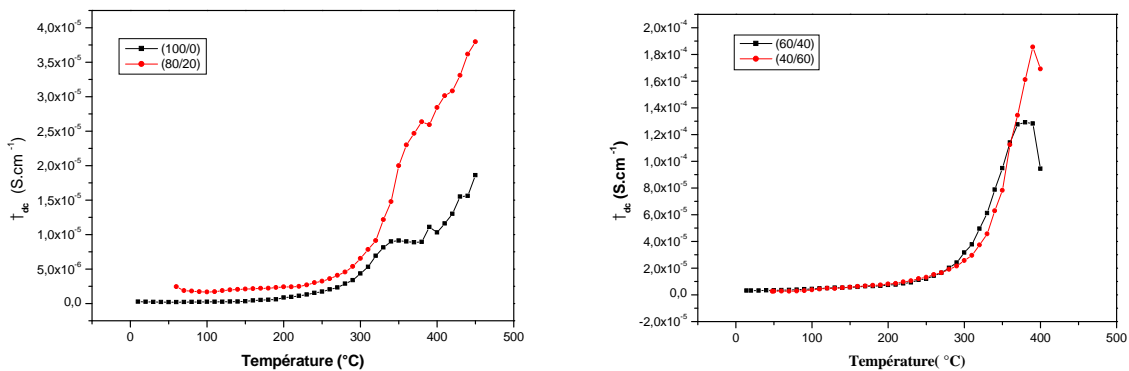 4,0x10⁻⁵
3,5x10⁻⁵
3,0x10⁻⁵
2,5x10⁻⁵
2,0x10⁻⁵
1,5x10⁻⁵
1,0x10⁻⁵
5,0x10⁻⁶
0,0
†dc (S.cm⁻¹)
(100/0)
(80/20)
0 100 200 300 400 500
Température (°C)
2,0x10⁻⁴
1,8x10⁻⁴
1,6x10⁻⁴
1,4x10⁻⁴
1,2x10⁻⁴
1,0x10⁻⁴
8,0x10⁻⁵
6,0x10⁻⁵
4,0x10⁻⁵
2,0x10⁻⁵
0,0
-2,0x10⁻⁵
†dc (S.cm⁻¹)
(60/40)
(40/60)
0 100 200 300 400 500
Température( °C)